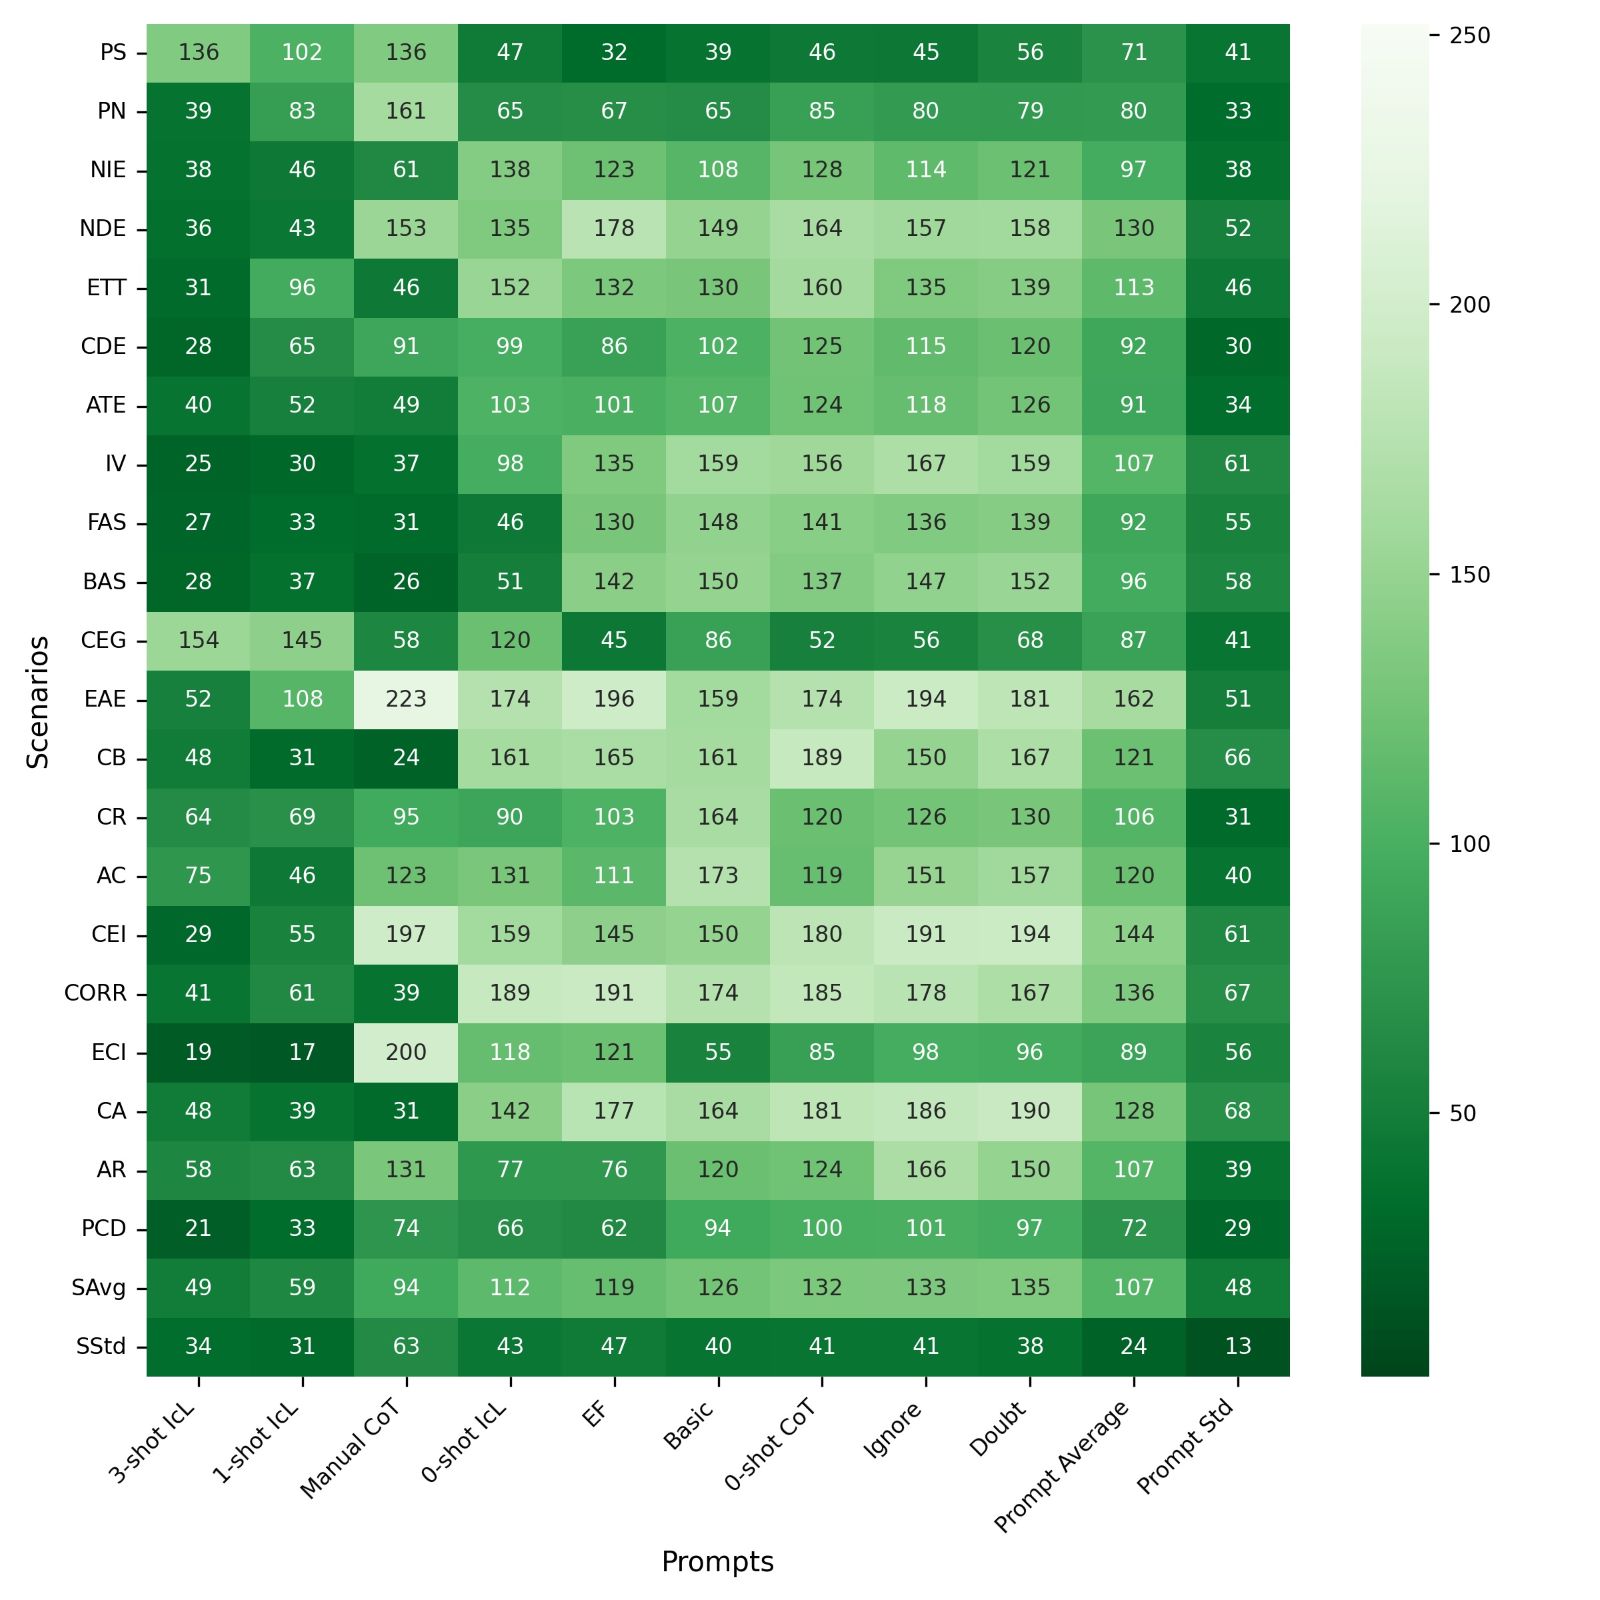 PS 136 102 136 47 32 39 46 45 56 71 41
PN 39 83 161 65 67 65 85 80 79 80 33
NIE 38 46 61 138 123 108 128 114 121 97 38
NDE 36 43 153 135 178 149 164 157 158 130 52
ETT 31 96 46 152 132 130 160 135 139 113 46
CDE 28 65 91 99 86 102 125 115 120 92 30
ATE 40 52 49 103 101 107 124 118 126 91 34
IV 25 30 37 98 135 159 156 167 159 107 61
FAS 27 33 31 46 130 148 141 136 139 92 55
BAS 28 37 26 51 142 150 137 147 152 96 58
CEG 154 145 58 120 45 86 52 56 68 87 41
EAE 52 108 223 174 196 159 174 194 181 162 51
CB 48 31 24 161 165 161 189 150 167 121 66
CR 64 69 95 90 103 164 120 126 130 106 31
AC 75 46 123 131 111 173 119 151 157 120 40
CEI 29 55 197 159 145 150 180 191 194 144 61
CORR 41 61 39 189 191 174 185 178 167 136 67
ECI 19 17 200 118 121 55 85 98 96 89 56
CA 48 39 31 142 177 164 181 186 190 128 68
AR 58 63 131 77 76 120 124 166 150 107 39
PCD 21 33 74 66 62 94 100 101 97 72 29
SAvg 49 59 94 112 119 126 132 133 135 107 48
SStd 34 31 63 43 47 40 41 41 38 24 13
3-shot IcL 1-shot IcL Manual CoT 0-shot IcL EF Basic 0-shot CoT Ignore Doubt Prompt Average Prompt Std
Prompts
Scenarios
250
200
150
100
50